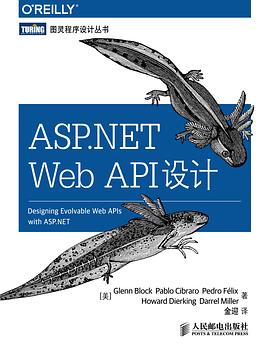 O'REILLY®
TURING 图灵程序设计丛书
ASP.NET
Web API设计
Designing Evolvable Web APIs
with ASP.NET
[美] Glenn Block Pablo Cibraro Pedro Félix 著
Howard Dierking Darrel Miller
金迎 译
人民邮电出版社
POSTS & TELECOM PRESS